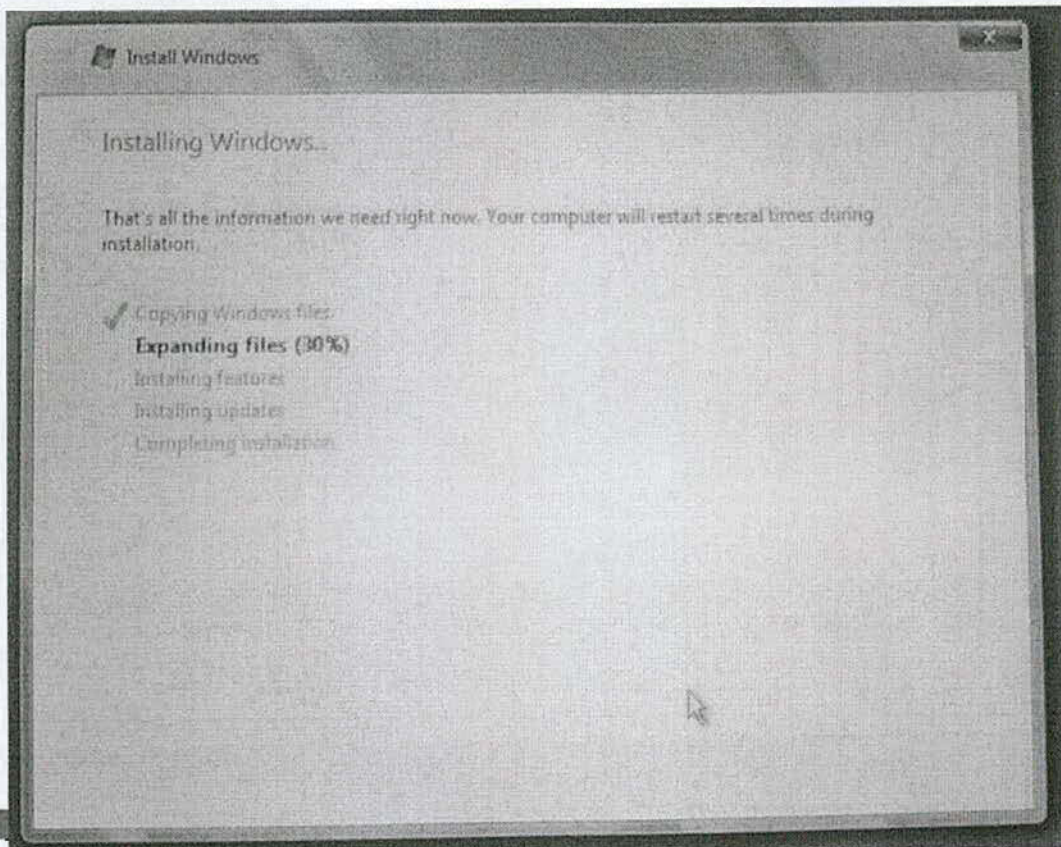 Install Windows
Installing Windows...
That's all the information we need right now. Your computer will restart several times during
installation.
Copying Windows files
Expanding files (30%)
Installing features
Installing updates
Completing installation